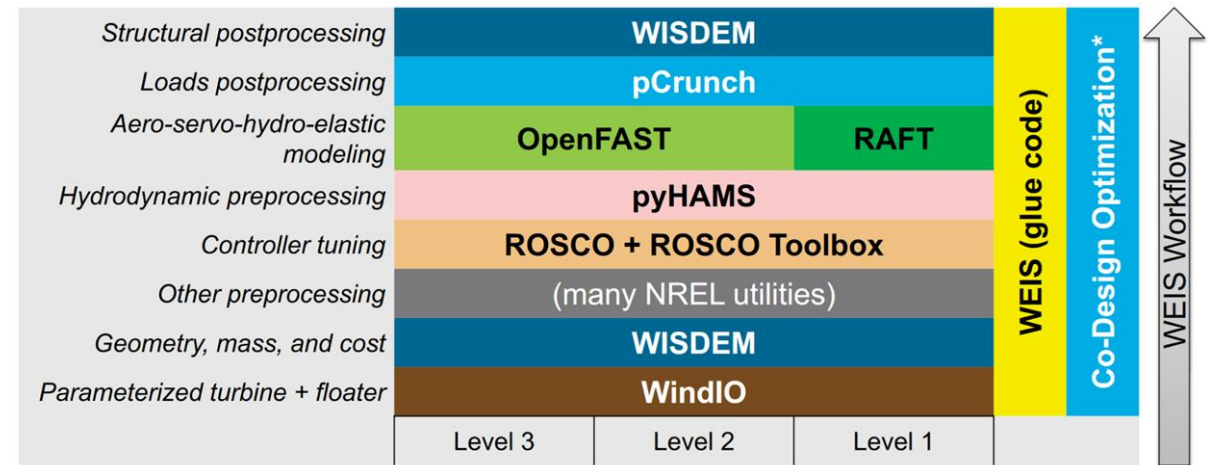 Structural postprocessing
WISDEM
Loads postprocessing
pCrunch
Aero-servo-hydro-elastic
modeling
OpenFAST
RAFT
Hydrodynamic preprocessing
pyHAMS
Controller tuning
ROSCO + ROSCO Toolbox
Other preprocessing
(many NREL utilities)
Geometry, mass, and cost
WISDEM
Parameterized turbine + floater
WindIO
Level 3
Level 2
Level 1
WEIS (glue code)
Co-Design Optimization*
WEIS Workflow